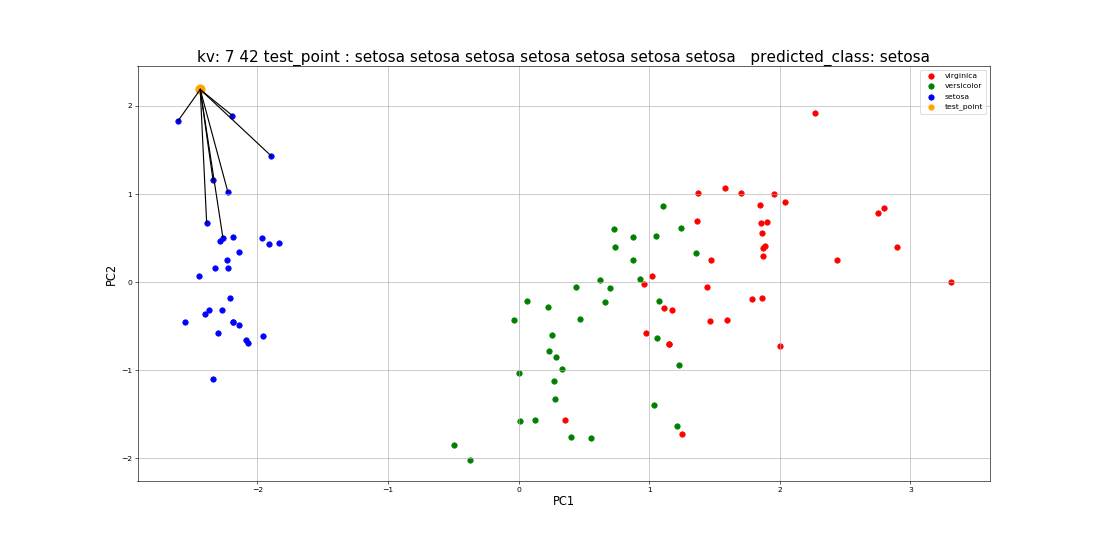 kv: 7 42 test_point : setosa setosa setosa setosa setosa setosa setosa   predicted_class: setosa
virginica
versicolor
setosa
test_point
PC2
2
1
0
−1
−2
−2
−1
0
1
2
3
PC1